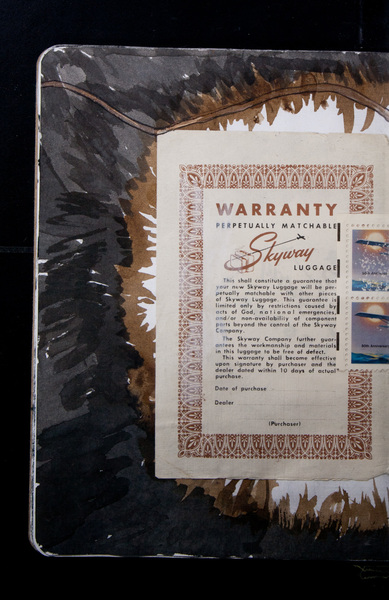 WARRANTY
PERPETUALLY MATCHABLE
Skyway
LUGGAGE
This shall constitute a guarantee that
your new Skyway Luggage will be per-
petually matchable with other pieces
of Skyway Luggage. This guarantee is
limited only by restrictions caused by
acts of God, national emergencies,
and/or non-availability of component
parts beyond the control of the Skyway
Company.
The Skyway Company further guar-
antees the workmanship and materials
in this luggage to be free of defect.
This warranty shall become effective
upon signature by purchaser and the
dealer dated within 10 days of actual
purchase.
Date of purchase
Dealer
(Purchaser)